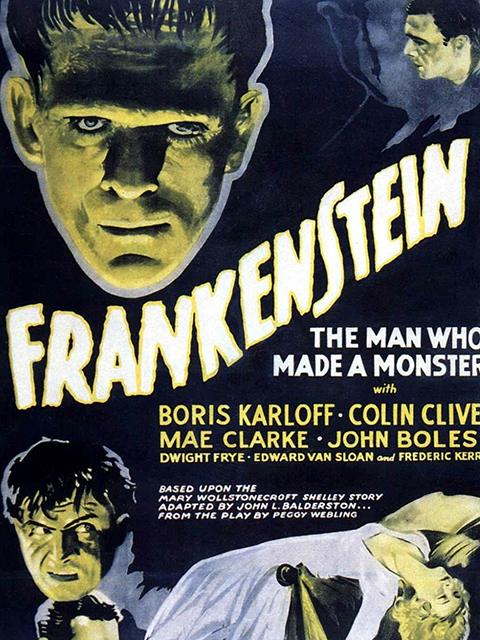 FRANKENSTEIN
THE MAN WHO
MADE A MONSTER
with
BORIS KARLOFF · COLIN CLIVE
MAE CLARKE · JOHN BOLES
DWIGHT FRYE · EDWARD VAN SLOAN AND FREDERIC KERR
BASED UPON THE
MARY WOLLSTONECROFT SHELLEY STORY
ADAPTED BY JOHN L. BALDERSTON...
FROM THE PLAY BY PEGGY WEBLING